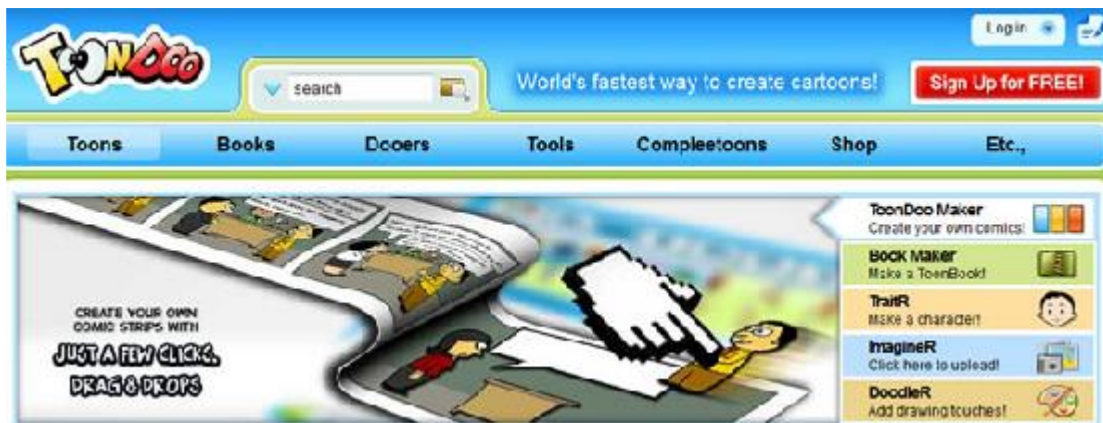 TOONDOO
Login
search
World's fastest way to create cartoons!
Sign Up for FREE!
Toons Books Dooers Tools Compleetoons Shop Etc.,
CREATE YOUR OWN
COMIC STRIPS WITH
JUST A FEW CLICKS,
DRAG & DROPS
ToonDoo Maker
Create your own comics!
Book Maker
Make a ToonBook!
TraitR
Make a character!
ImagineR
Click here to upload!
DoodleR
Add drawing touches!